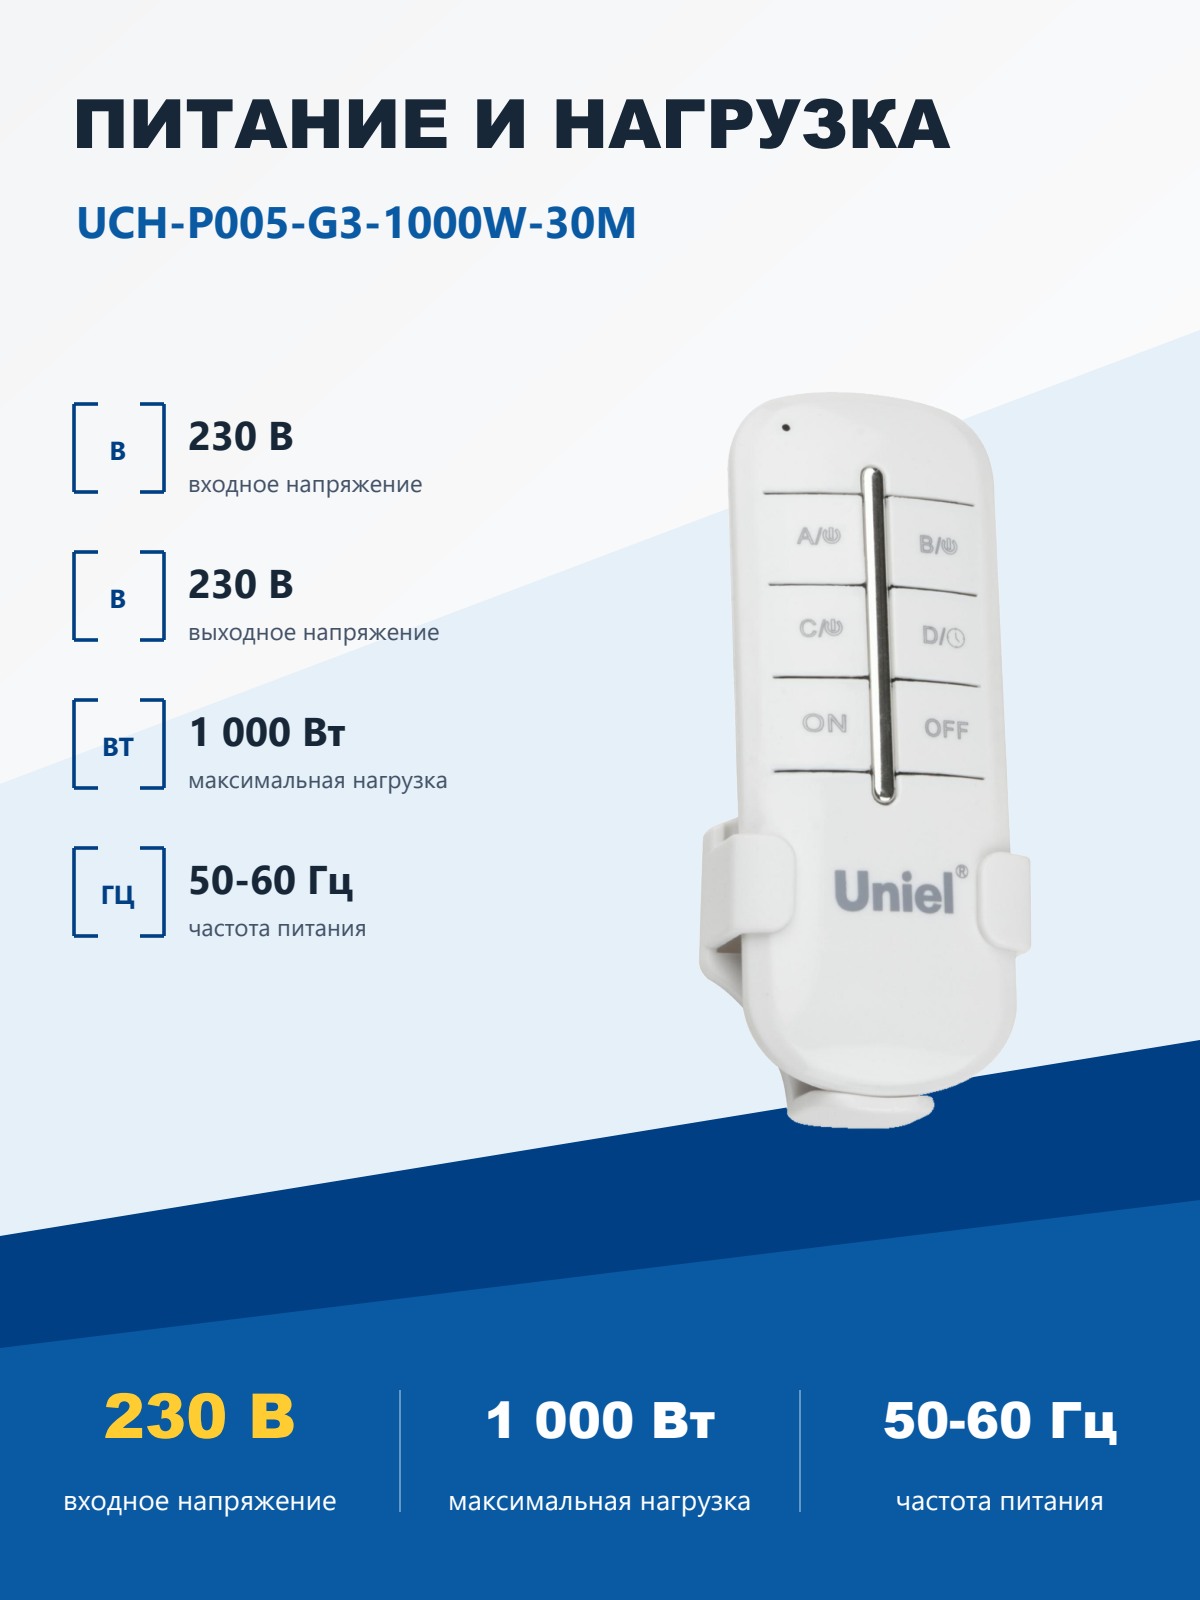 ПИТАНИЕ И НАГРУЗКА
UCH-P005-G3-1000W-30M
В
230 В
входное напряжение
В
230 В
выходное напряжение
ВТ
1 000 Вт
максимальная нагрузка
ГЦ
50-60 Гц
частота питания
A/⏻ B/⏻
C/⏻ D/🕓
ON OFF
Uniel®
230 В 1 000 Вт 50-60 Гц
входное напряжение максимальная нагрузка частота питания